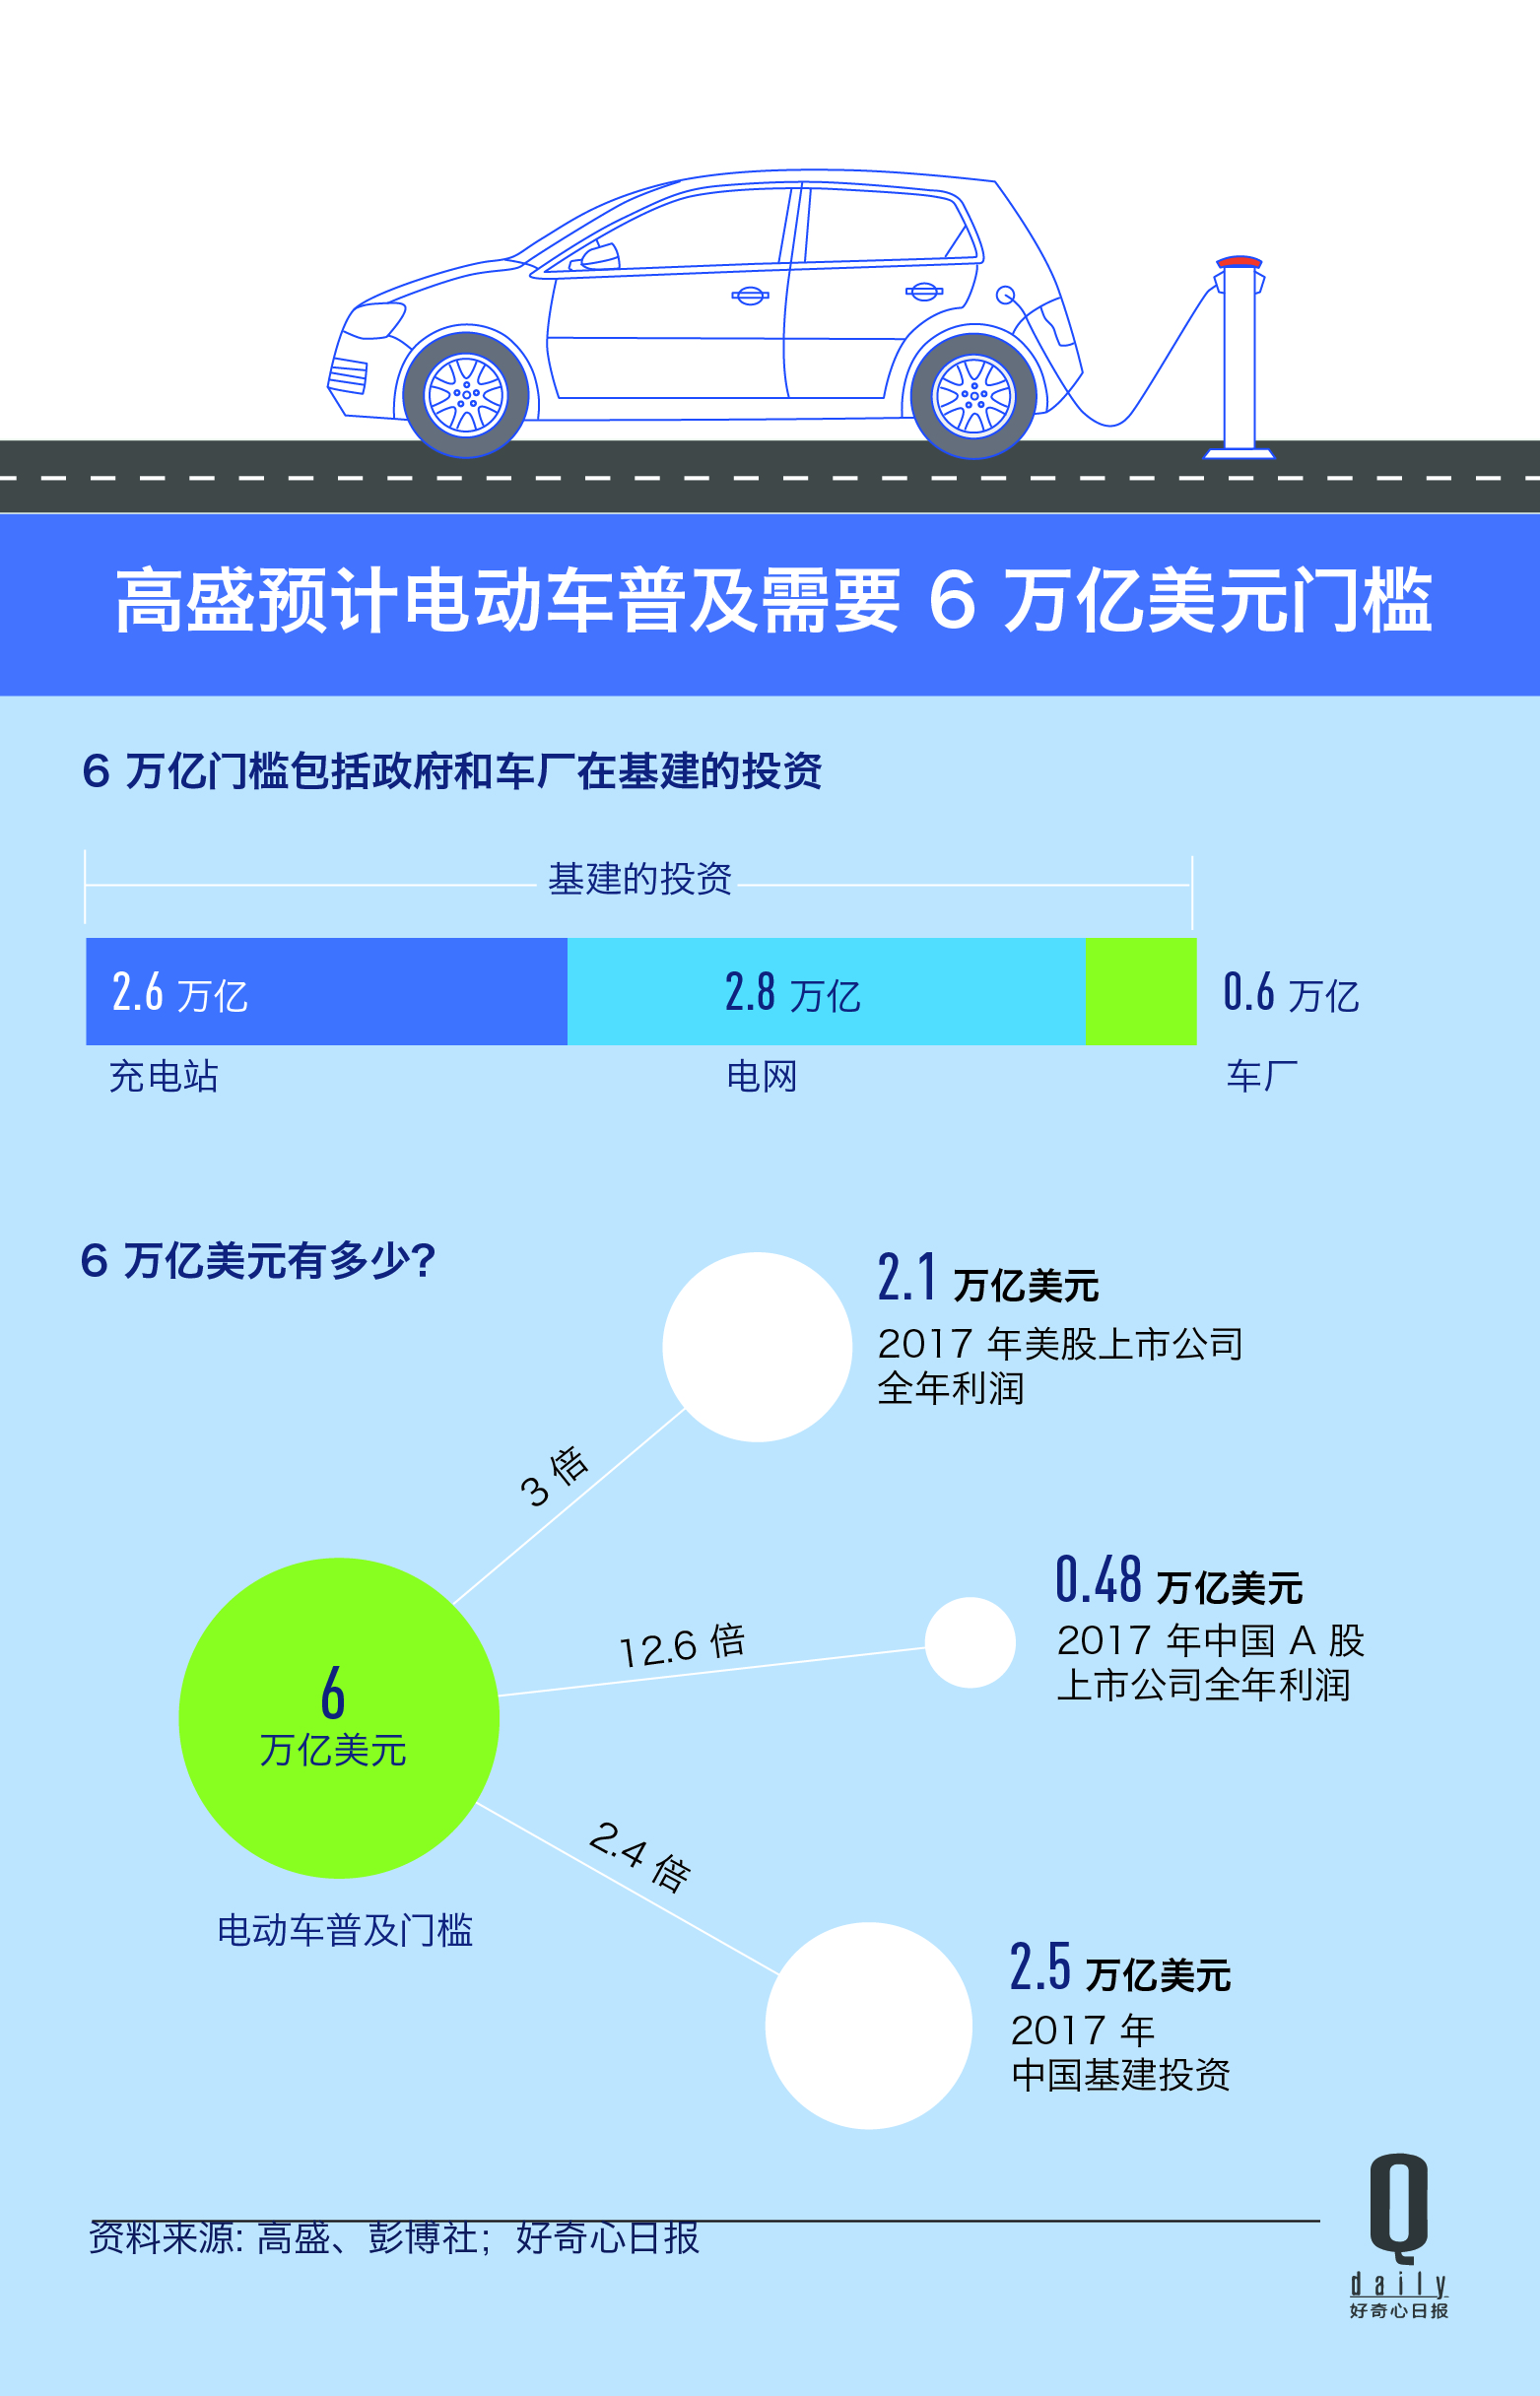 高盛预计电动车普及需要 6 万亿美元门槛
6 万亿门槛包括政府和车厂在基建的投资
基建的投资
2.6 万亿
充电站
2.8 万亿
电网
0.6 万亿
车厂
6 万亿美元有多少?
2.1 万亿美元
2017 年美股上市公司
全年利润
3 倍
0.48 万亿美元
2017 年中国 A 股
上市公司全年利润
12.6 倍
6
万亿美元
电动车普及门槛
2.4 倍
2.5 万亿美元
2017 年
中国基建投资
资料来源: 高盛、彭博社；好奇心日报
Q
daily
好奇心日报